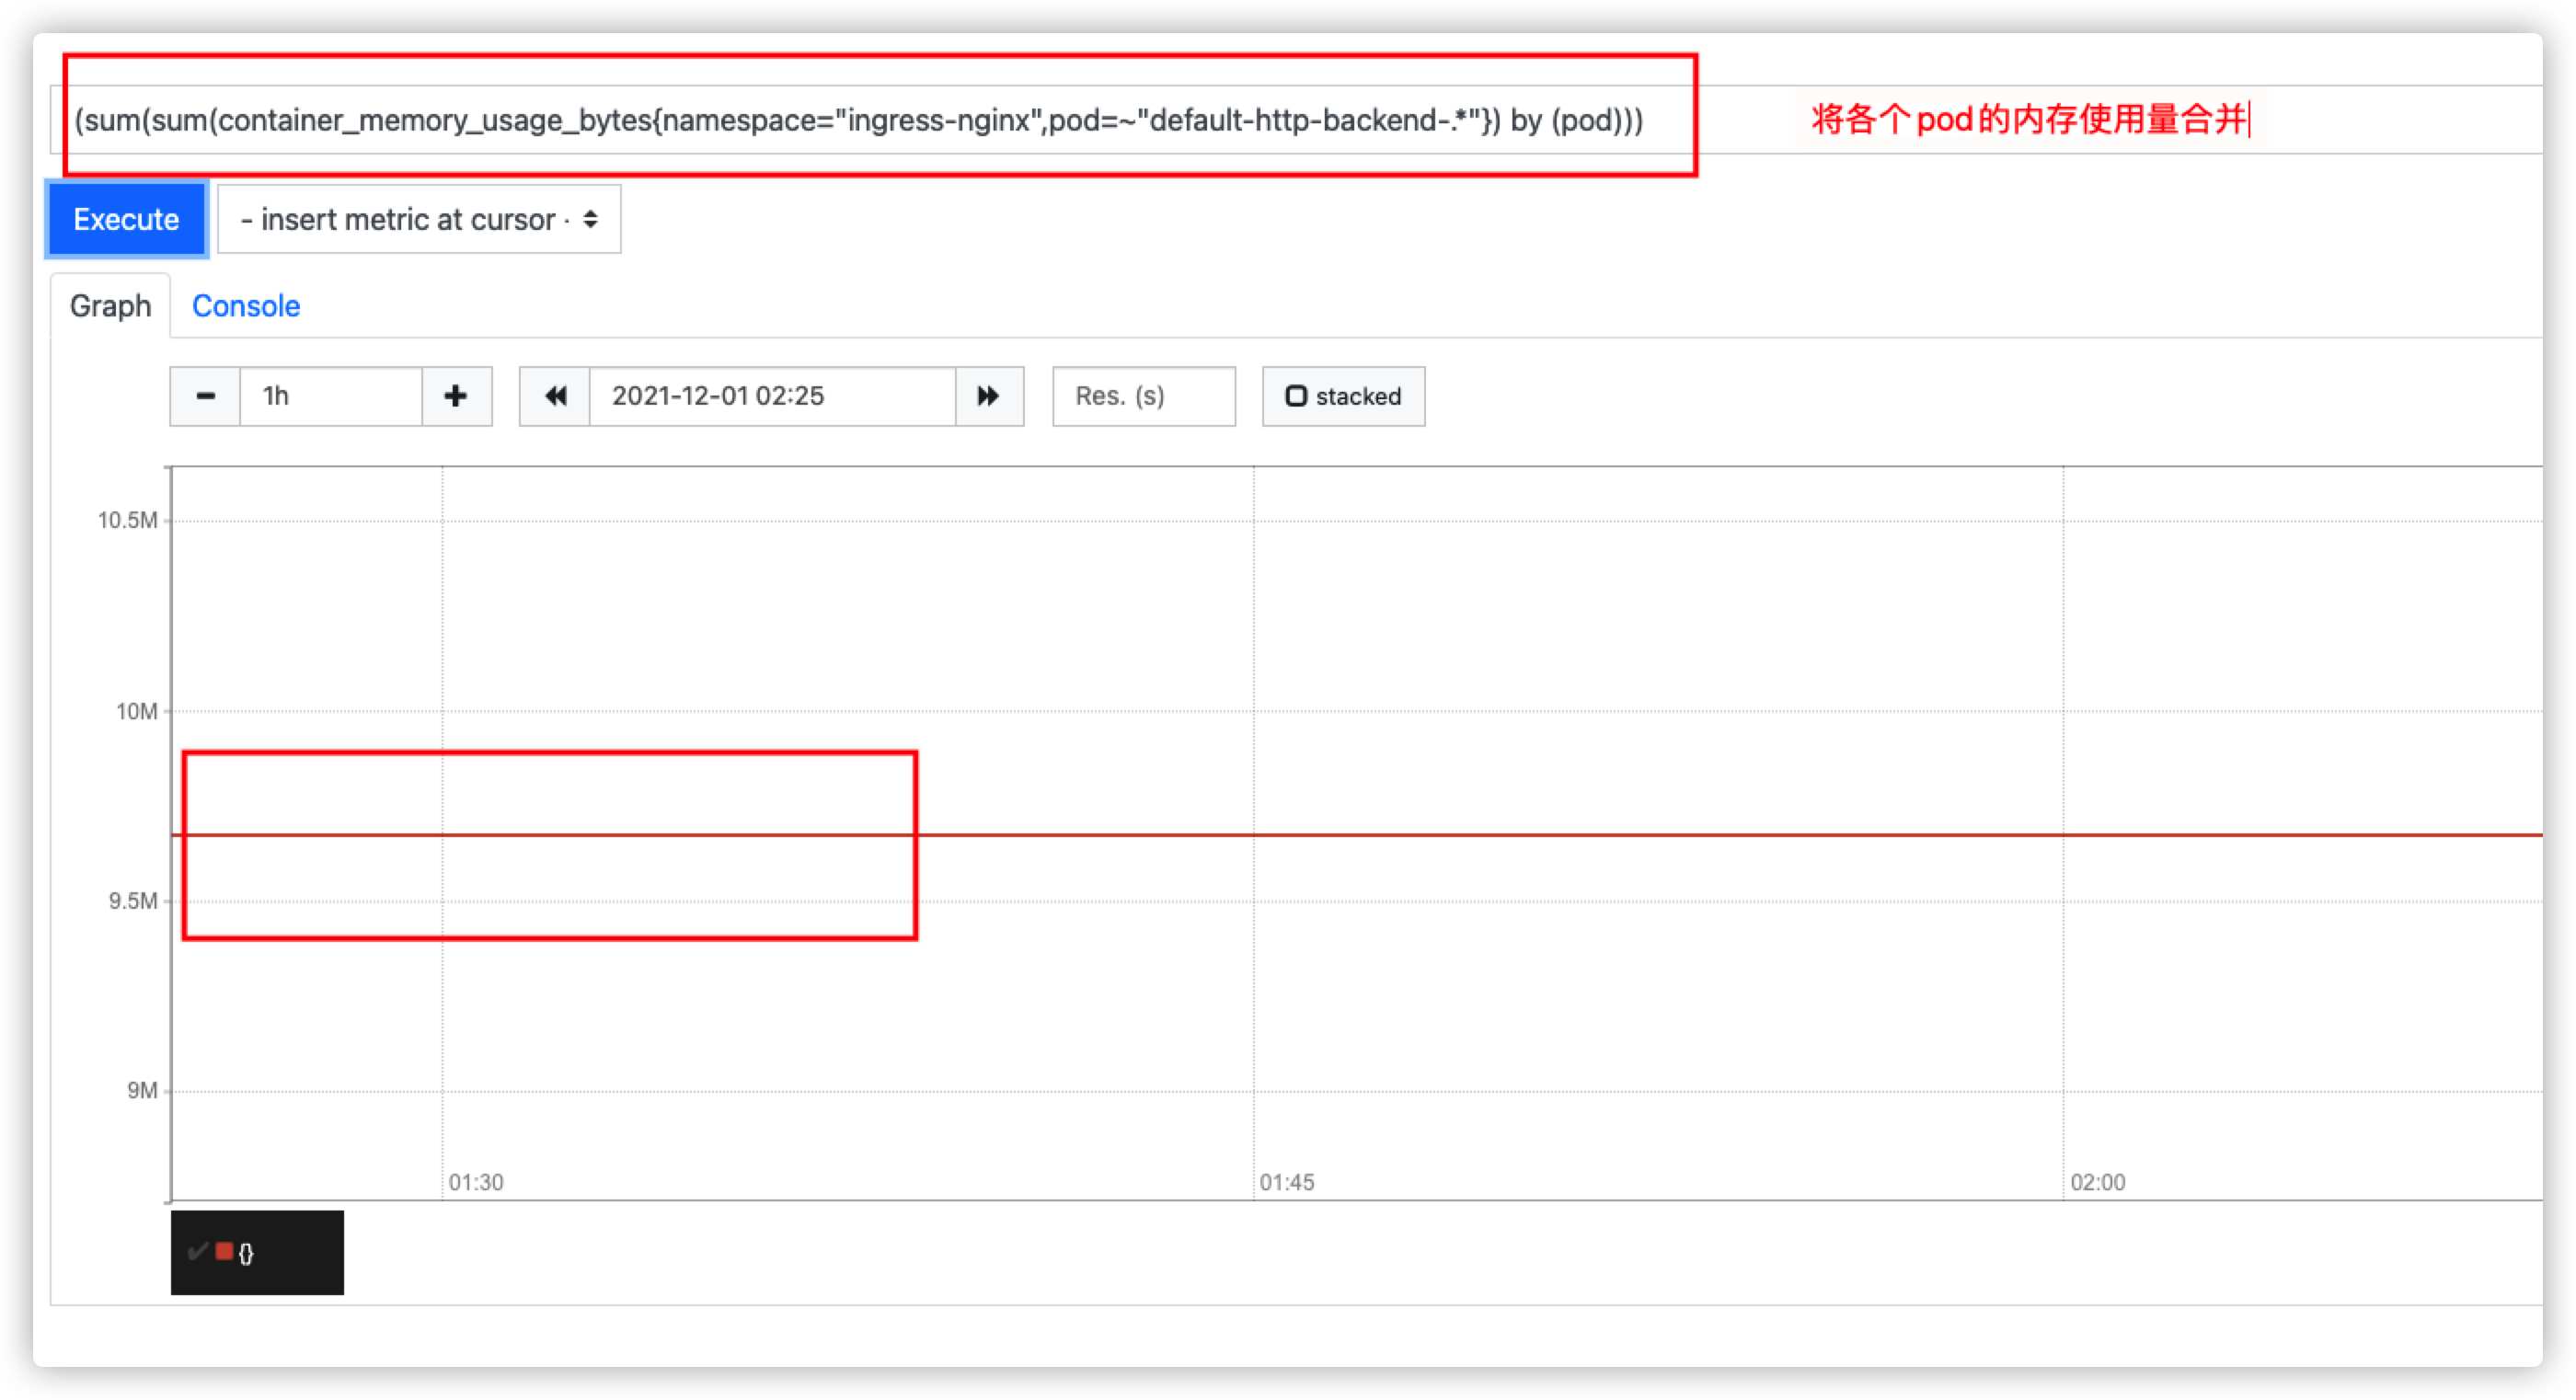 (sum(sum(container_memory_usage_bytes{namespace="ingress-nginx",pod=~"default-http-backend-.*"}) by (pod)))
将各个pod的内存使用量合并
Execute
- insert metric at cursor -
Graph
Console
1h
2021-12-01 02:25
Res. (s)
stacked
10.5M
10M
9.5M
9M
01:30
01:45
02:00
{}